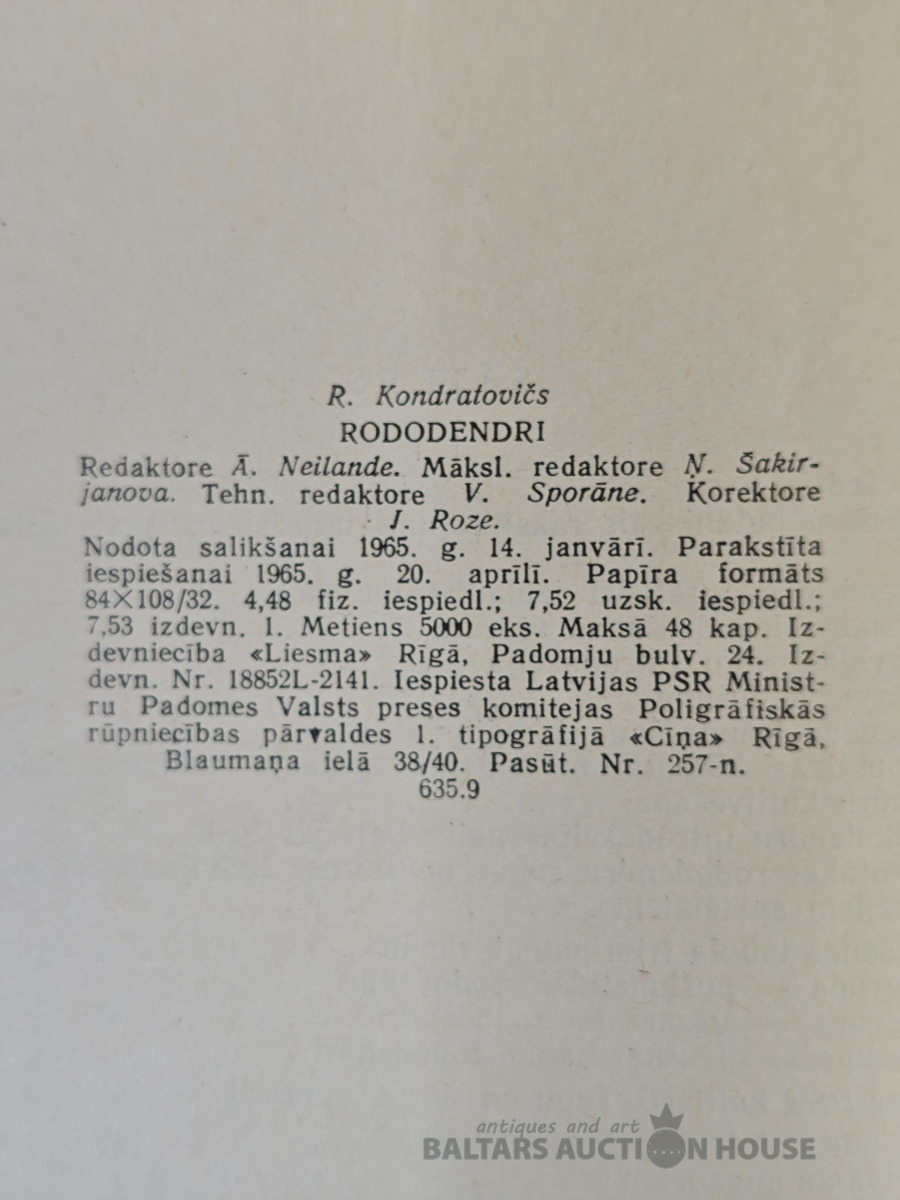 R. Kondratovičs
RODODENDRI
Redaktore Ā. Neilande. Māksl. redaktore Ņ. Šakir-
janova. Tehn. redaktore V. Sporāne. Korektore
J. Roze.
Nodota salikšanai 1965. g. 14. janvārī. Parakstīta
iespiešanai 1965. g. 20. aprīlī. Papīra formāts
84×108/32. 4,48 fiz. iespiedl.; 7,52 uzsk. iespiedl.;
7,53 izdevn. l. Metiens 5000 eks. Maksā 48 kap. Iz-
devniecība «Liesma» Rīgā, Padomju bulv. 24. Iz-
devn. Nr. 18852L-2141. Iespiesta Latvijas PSR Minist-
ru Padomes Valsts preses komitejas Poligrāfiskās
rūpniecības pārvaldes 1. tipogrāfijā «Cīņa» Rīgā,
Blaumaņa ielā 38/40. Pasūt. Nr. 257-n.
635.9
antiques and art
BALTARS AUCTION HOUSE